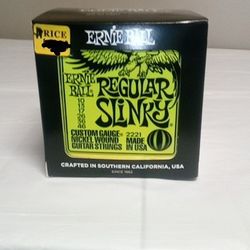 ERNIE BALL
PRICE
ERNIE
BALL
REGULAR
SLINKY
10
13
17
26
36
46
CUSTOM GAUGE
NICKEL WOUND
GUITAR STRINGS
2221
MADE
IN USA
CRAFTED IN SOUTHERN CALIFORNIA, USA
SINCE 1962